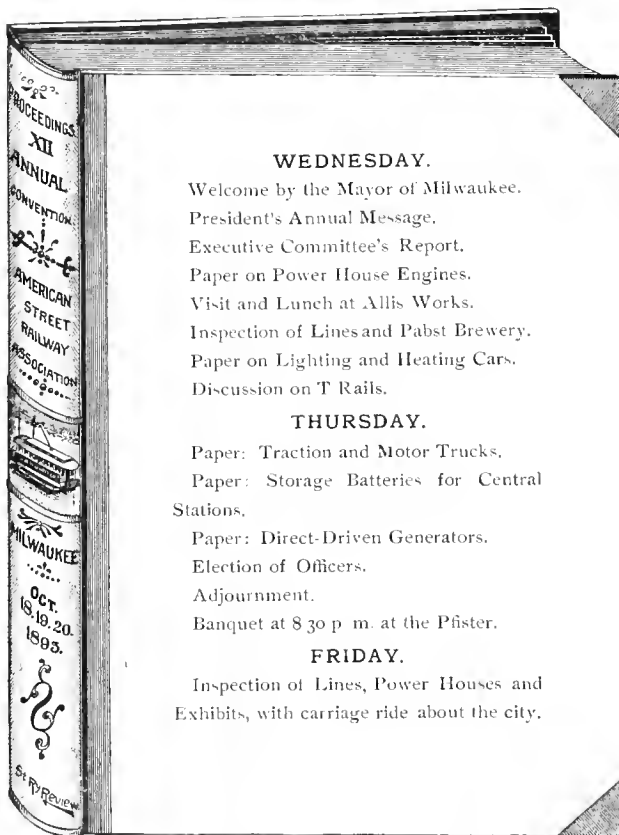 PROCEEDINGS
XII
ANNUAL
CONVENTION
AMERICAN
STREET
RAILWAY
ASSOCIATION
MILWAUKEE
OCT.
18.19.20.
1893.
St Ry Review
WEDNESDAY.
Welcome by the Mayor of Milwaukee.
President's Annual Message.
Executive Committee's Report.
Paper on Power House Engines.
Visit and Lunch at Allis Works.
Inspection of Lines and Pabst Brewery.
Paper on Lighting and Heating Cars.
Discussion on T Rails.
THURSDAY.
Paper: Traction and Motor Trucks.
Paper: Storage Batteries for Central
Stations.
Paper: Direct-Driven Generators.
Election of Officers.
Adjournment.
Banquet at 8 30 p m. at the Pfister.
FRIDAY.
Inspection of Lines, Power Houses and
Exhibits, with carriage ride about the city.